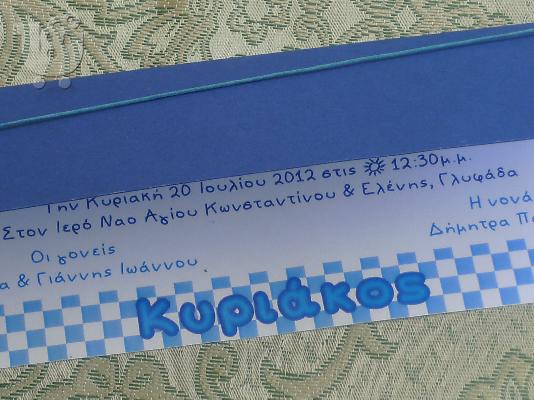 Την Κυριακή 20 Ιουλίου 2012 στις 12:30μ.μ.
Στον Ιερό Ναο Αγίου Κωνσταντίνου & Ελένης, Γλυφάδα
Οι γονείς
& Γιάννης Ιωάννου
Η νονά
Δήμητρα
Κυριάκος